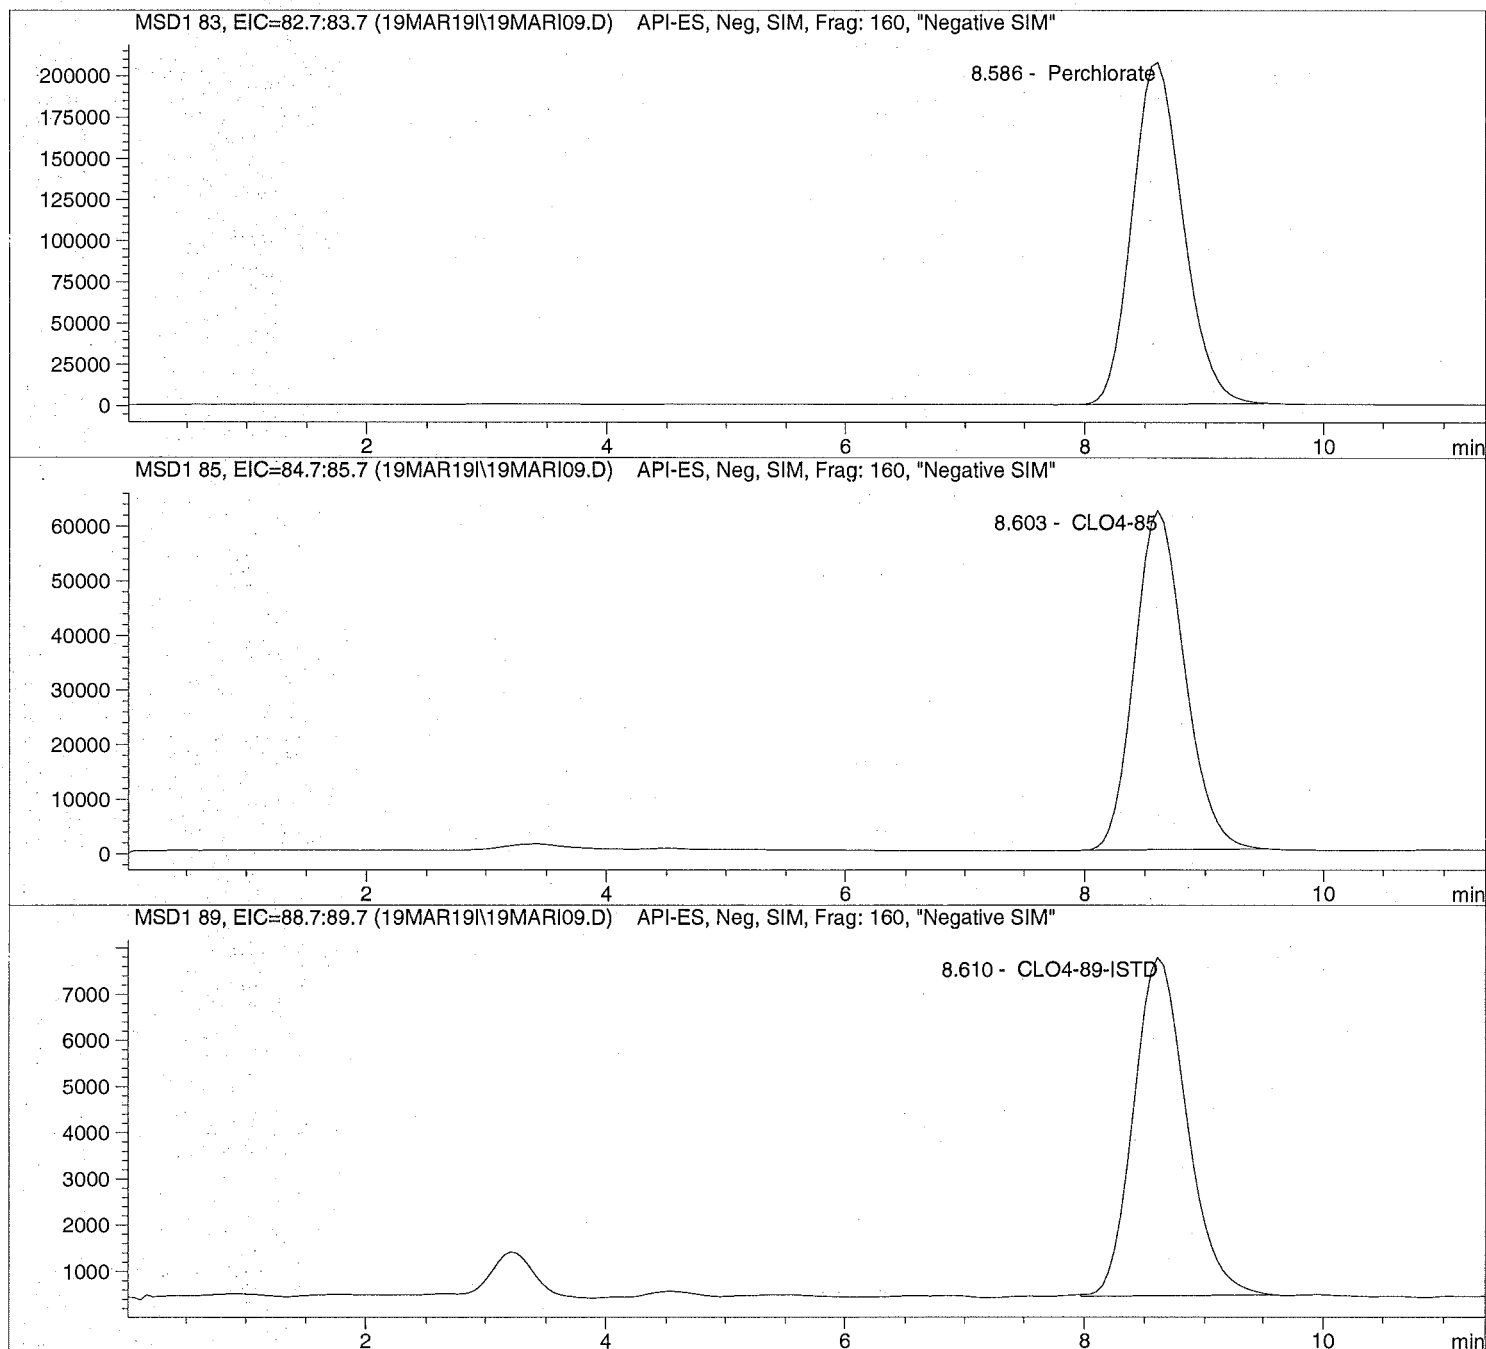 MSD1 83, EIC=82.7:83.7 (19MAR19I\19MARI09.D) API-ES, Neg, SIM, Frag: 160, "Negative SIM"
8.586 - Perchlorate
200000
175000
150000
125000
100000
75000
50000
25000
0
2 4 6 8 10 min
MSD1 85, EIC=84.7:85.7 (19MAR19I\19MARI09.D) API-ES, Neg, SIM, Frag: 160, "Negative SIM"
8.603 - CLO4-85
60000
50000
40000
30000
20000
10000
0
2 4 6 8 10 min
MSD1 89, EIC=88.7:89.7 (19MAR19I\19MARI09.D) API-ES, Neg, SIM, Frag: 160, "Negative SIM"
8.610 - CLO4-89-ISTD
7000
6000
5000
4000
3000
2000
1000
2 4 6 8 10 min